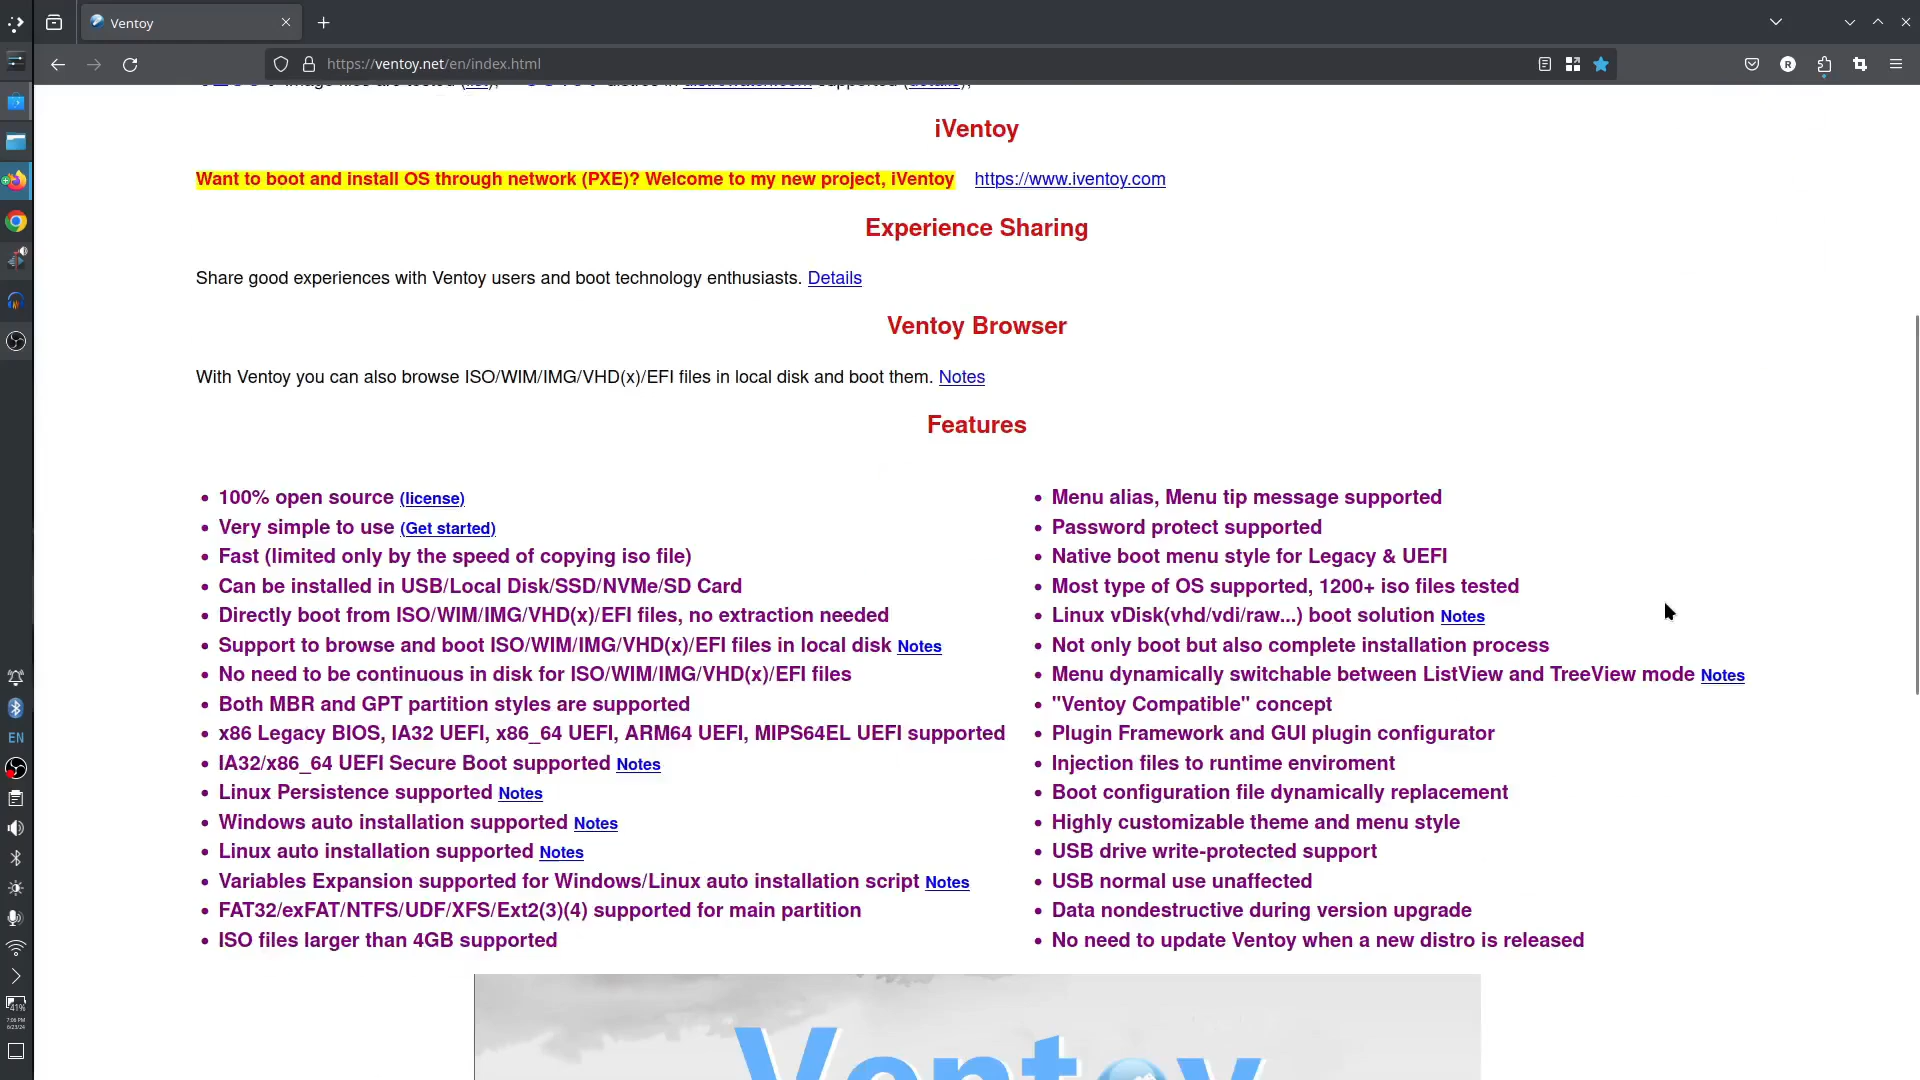 Ventoy
https://ventoy.net/en/index.html
iVentoy
Want to boot and install OS through network (PXE)? Welcome to my new project, iVentoy https://www.iventoy.com
Experience Sharing
Share good experiences with Ventoy users and boot technology enthusiasts. Details
Ventoy Browser
With Ventoy you can also browse ISO/WIM/IMG/VHD(x)/EFI files in local disk and boot them. Notes
Features
100% open source (license)
Very simple to use (Get started)
Fast (limited only by the speed of copying iso file)
Can be installed in USB/Local Disk/SSD/NVMe/SD Card
Directly boot from ISO/WIM/IMG/VHD(x)/EFI files, no extraction needed
Support to browse and boot ISO/WIM/IMG/VHD(x)/EFI files in local disk Notes
No need to be continuous in disk for ISO/WIM/IMG/VHD(x)/EFI files
Both MBR and GPT partition styles are supported
x86 Legacy BIOS, IA32 UEFI, x86_64 UEFI, ARM64 UEFI, MIPS64EL UEFI supported
IA32/x86_64 UEFI Secure Boot supported Notes
Linux Persistence supported Notes
Windows auto installation supported Notes
Linux auto installation supported Notes
Variables Expansion supported for Windows/Linux auto installation script Notes
FAT32/exFAT/NTFS/UDF/XFS/Ext2(3)(4) supported for main partition
ISO files larger than 4GB supported
Menu alias, Menu tip message supported
Password protect supported
Native boot menu style for Legacy & UEFI
Most type of OS supported, 1200+ iso files tested
Linux vDisk(vhd/vdi/raw...) boot solution Notes
Not only boot but also complete installation process
Menu dynamically switchable between ListView and TreeView mode Notes
"Ventoy Compatible" concept
Plugin Framework and GUI plugin configurator
Injection files to runtime enviroment
Boot configuration file dynamically replacement
Highly customizable theme and menu style
USB drive write-protected support
USB normal use unaffected
Data nondestructive during version upgrade
No need to update Ventoy when a new distro is released
Ventoy
EN
41%
7:06 PM
6/23/24